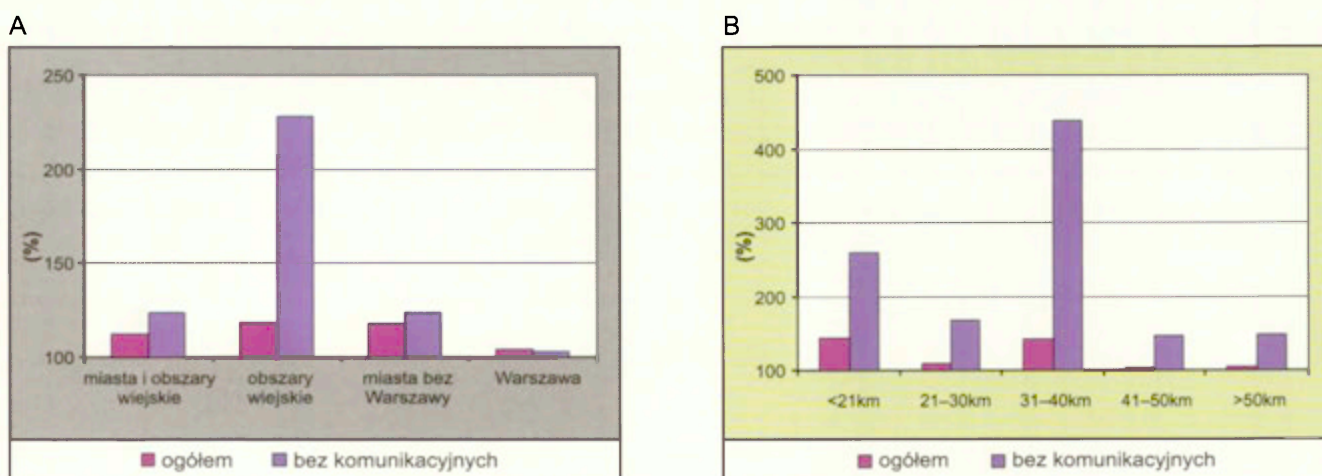 A
250
200
150
100
(%)
miasta i obszary wiejskie
obszary wiejskie
miasta bez Warszawy
Warszawa
ogółem
bez komunikacyjnych
B
500
400
300
200
100
(%)
<21km
21–30km
31–40km
41–50km
>50km
ogółem
bez komunikacyjnych